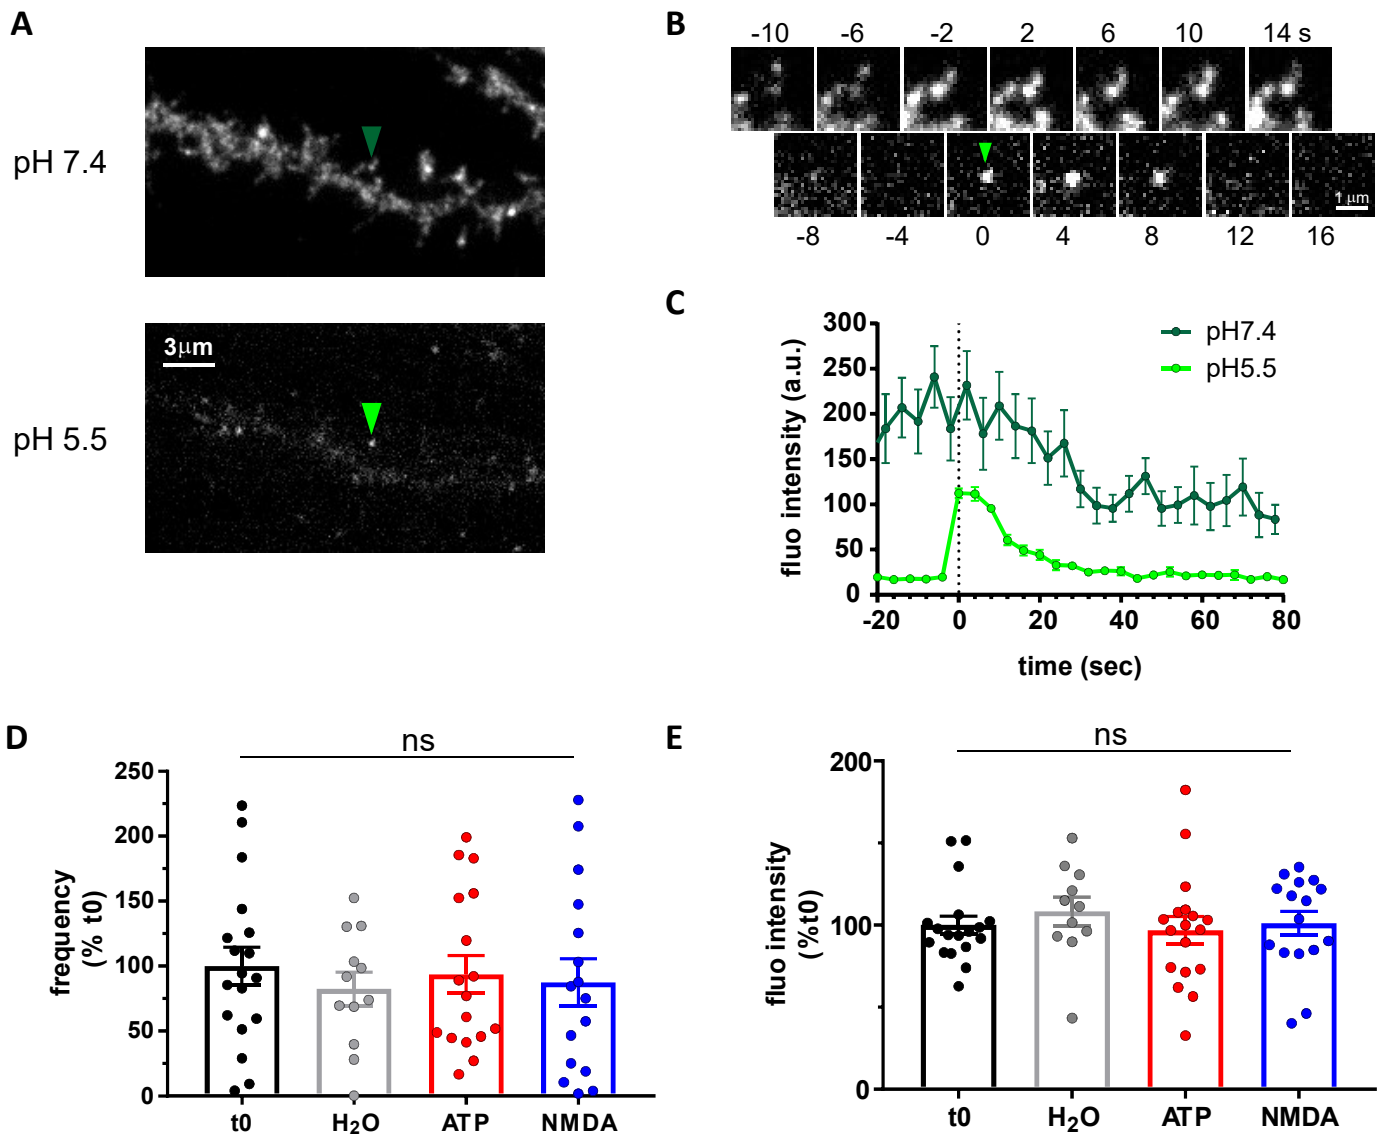 A
pH 7.4
3μm
pH 5.5
B
-10 -6 -2 2 6 10 14 s
1 μm
-8 -4 0 4 8 12 16
C
fluo intensity (a.u.)
300
250
200
150
100
50
0
-20 0 20 40 60 80
time (sec)
pH7.4
pH5.5
D
ns
frequency
(% t0)
250
200
150
100
50
0
t0 H₂O ATP NMDA
E
ns
fluo intensity
(%t0)
200
100
0
t0 H₂O ATP NMDA